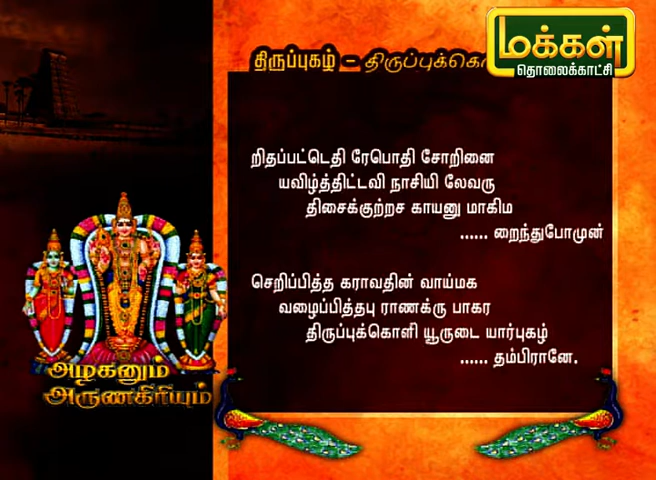 மக்கள்
தொலைக்காட்சி
திருப்புகழ் - திருப்புக்கொ
றிதப்பட்டெதி ரேபொதி சோறினை
யவிழ்த்திட்டவி நாசியி லேவரு
திசைக்குற்றச காயனு மாகிம
...... றைந்துபோமுன்
செறிப்பித்த கராவதின் வாய்மக
வழைப்பித்தபு ராணக்ரு பாகர
திருப்புக்கொளி யூருடை யார்புகழ்
...... தம்பிரானே.
அழகனும்
அருணகிரியும்